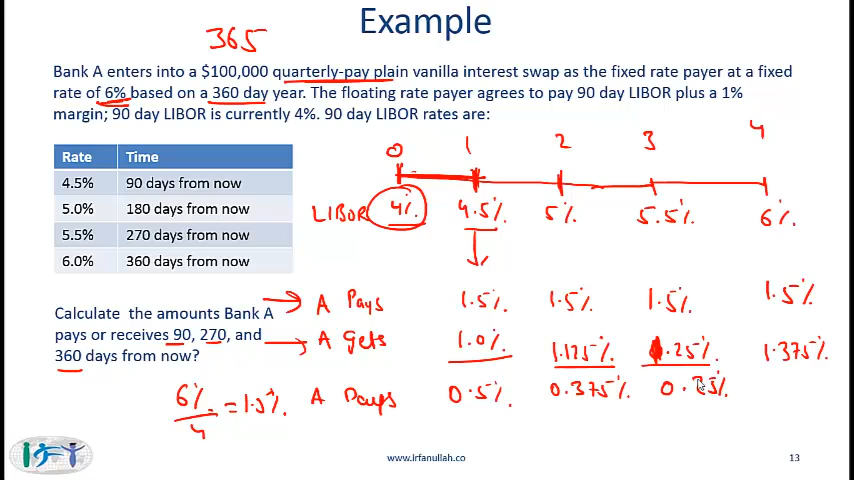 Example
365
Bank A enters into a $100,000 quarterly-pay plain vanilla interest swap as the fixed rate payer at a fixed
rate of 6% based on a 360 day year. The floating rate payer agrees to pay 90 day LIBOR plus a 1%
margin; 90 day LIBOR is currently 4%. 90 day LIBOR rates are:
0 1 2 3 4
Rate Time
4.5% 90 days from now
5.0% 180 days from now
5.5% 270 days from now
6.0% 360 days from now
LIBOR 4% 4.5% 5% 5.5% 6%
Calculate the amounts Bank A
pays or receives 90, 270, and
360 days from now?
A Pays 1.5% 1.5% 1.5% 1.5%
A gets 1.0% 1.125% 1.25% 1.375%
6%/4 = 1.5%
A Pays 0.5% 0.375% 0.25%
www.irfanullah.co
13